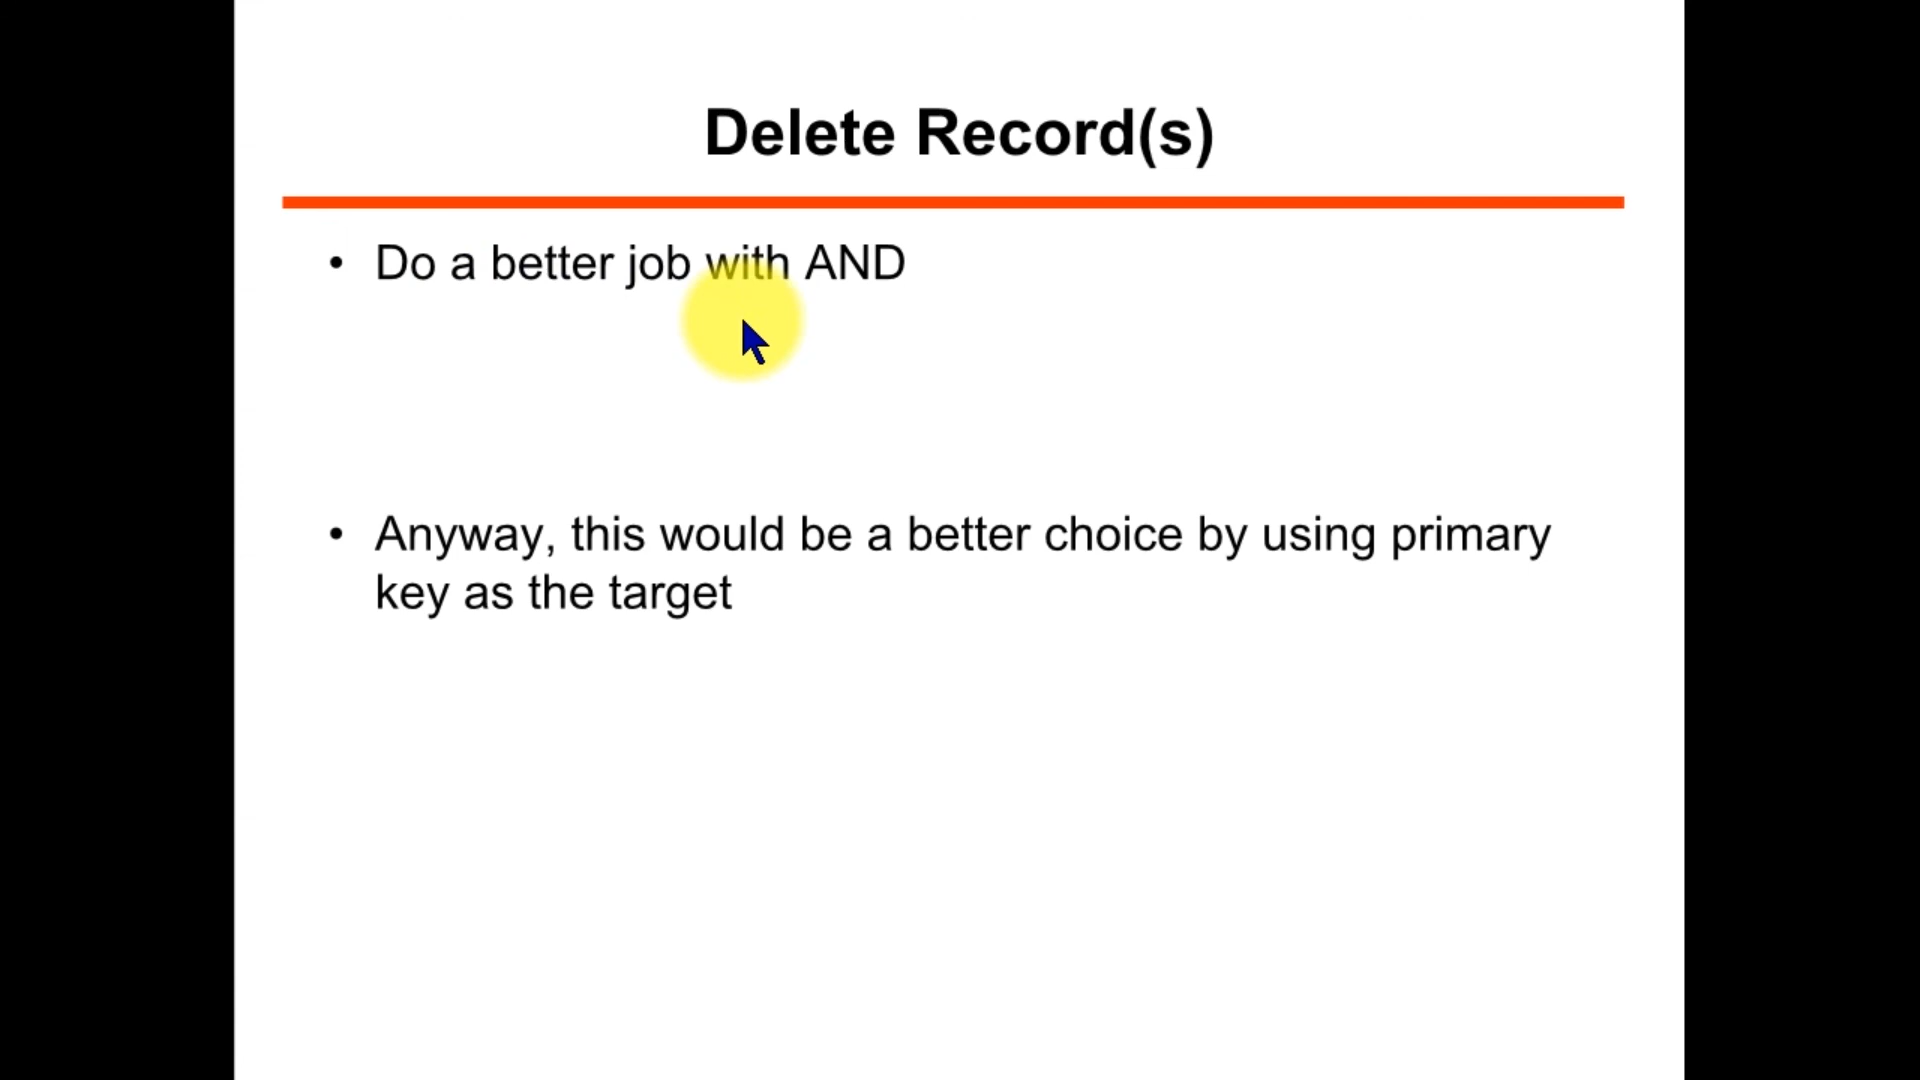 Delete Record(s)
• Do a better job with AND
• Anyway, this would be a better choice by using primary
key as the target